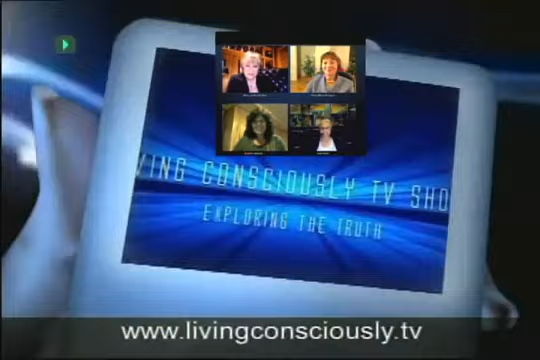 VING CONSCIOUSLY TV SHO
EXPLORING THE TRUTH
www.livingconsciously.tv